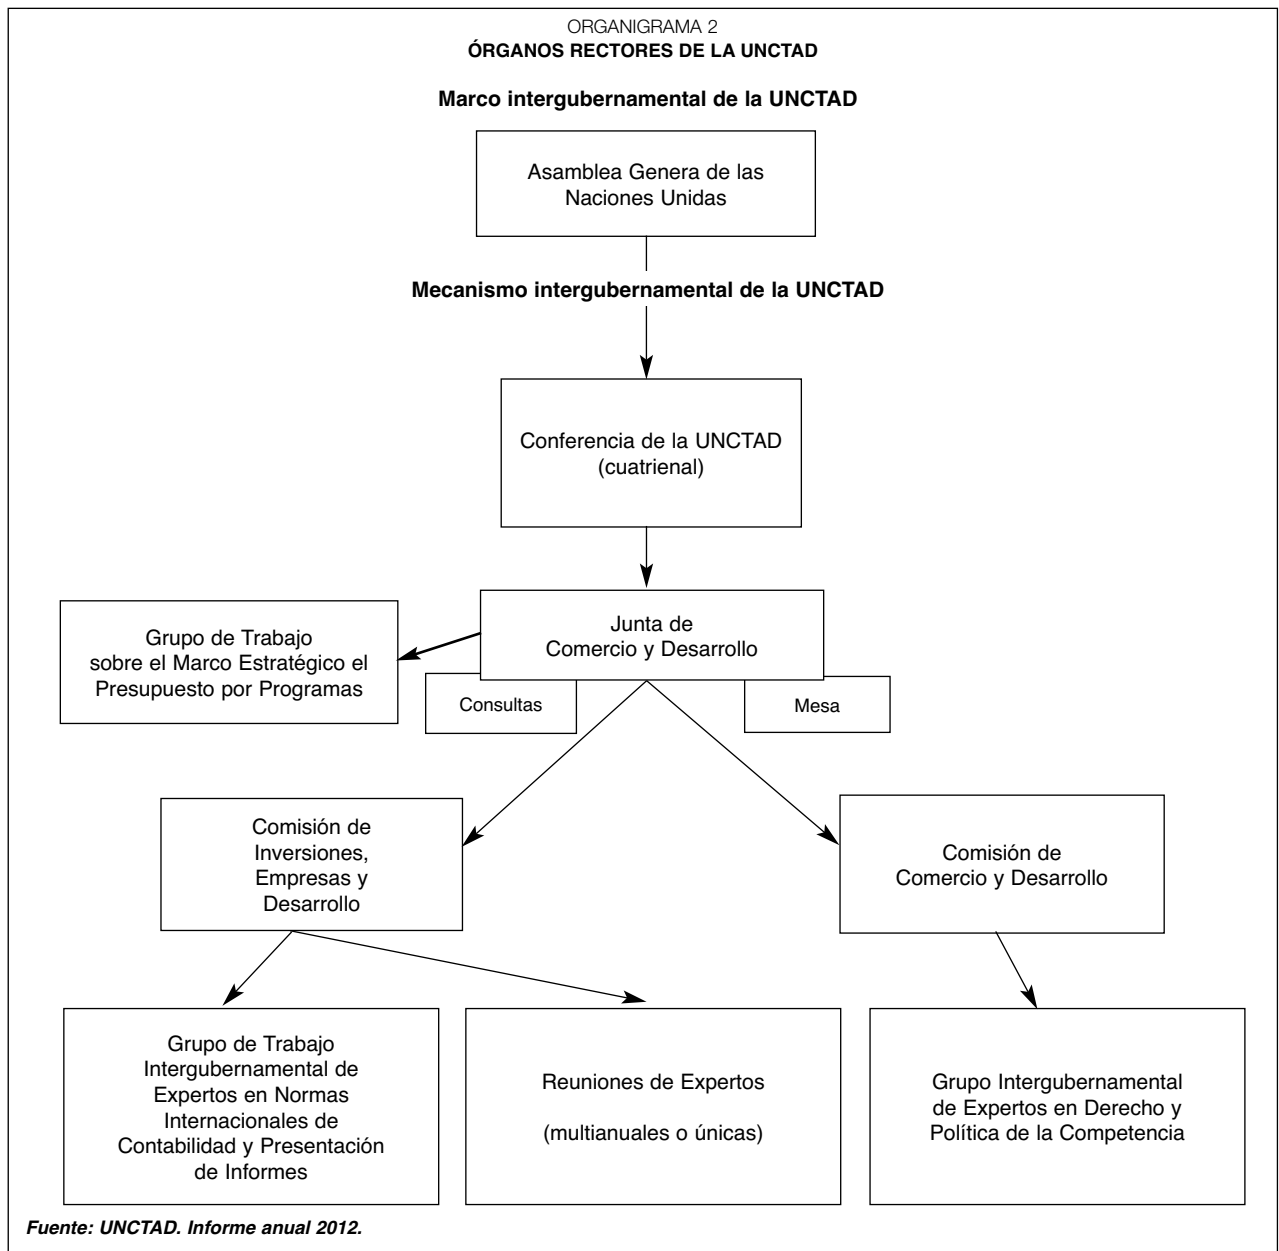 ORGANIGRAMA 2
ÓRGANOS RECTORES DE LA UNCTAD
Marco intergubernamental de la UNCTAD
Asamblea Genera de las
Naciones Unidas
Mecanismo intergubernamental de la UNCTAD
Conferencia de la UNCTAD
(cuatrienal)
Junta de
Comercio y Desarrollo
Grupo de Trabajo
sobre el Marco Estratégico el
Presupuesto por Programas
Consultas
Mesa
Comisión de
Inversiones,
Empresas y
Desarrollo
Comisión de
Comercio y Desarrollo
Grupo de Trabajo
Intergubernamental de
Expertos en Normas
Internacionales de
Contabilidad y Presentación
de Informes
Reuniones de Expertos
(multianuales o únicas)
Grupo Intergubernamental
de Expertos en Derecho y
Política de la Competencia
Fuente: UNCTAD. Informe anual 2012.